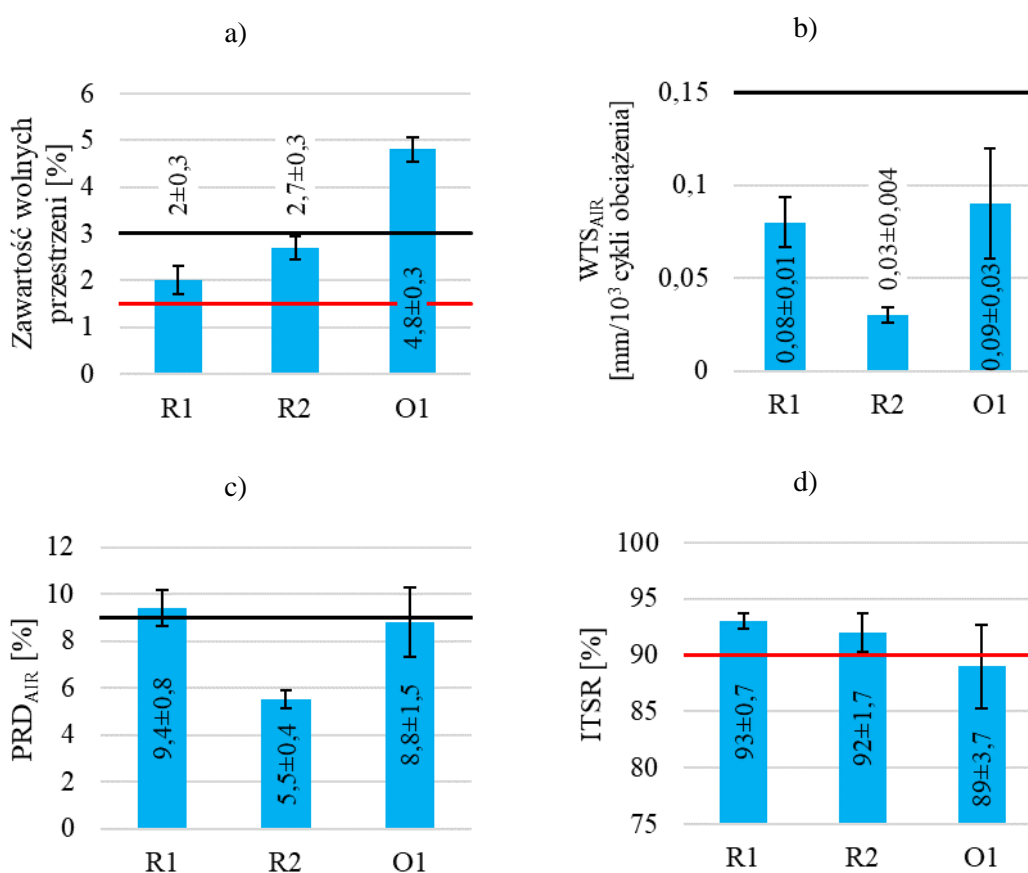 a)
Zawartość wolnych
przestrzeni [%]
6
5
4
3
2
1
0
2±0,3
2,7±0,3
4,8±0,3
R1
R2
O1
b)
WTS_AIR
[mm/10³ cykli obciążenia]
0,15
0,1
0,05
0
0,08±0,01
0,03±0,004
0,09±0,03
R1
R2
O1
c)
PRD_AIR [%]
12
10
8
6
4
2
0
9,4±0,8
5,5±0,4
8,8±1,5
R1
R2
O1
d)
ITSR [%]
100
95
90
85
80
75
93±0,7
92±1,7
89±3,7
R1
R2
O1